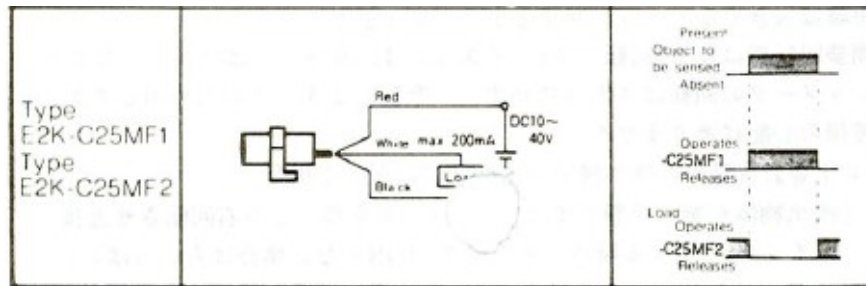 Type
E2K-C25MF1
Type
E2K-C25MF2
Red
White max 200mA
Black
DC10~
40V
Present
Object to
be sensed
Absent
Operates
-C25MF1
Releases
Load
Operates
-C25MF2
Releases